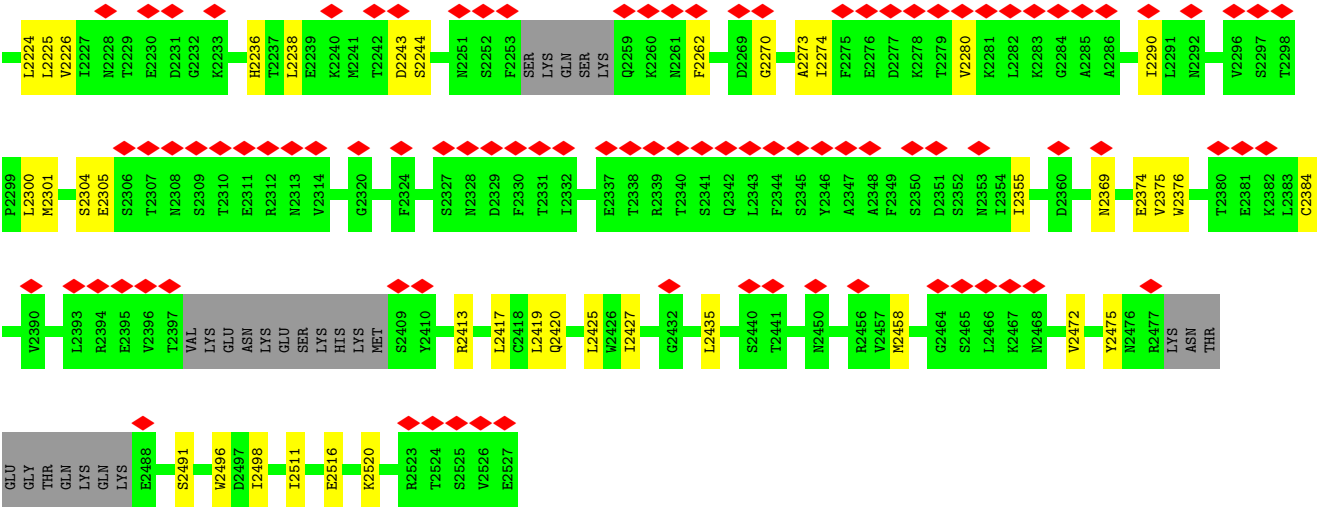 L2224 L2225 V2226 I2227 N2228 T2229 E2230 D2231 G2232 K2233 H2236 T2237 L2238 E2239 K2240 M2241 T2242 D2243 S2244 N2251 S2252 F2253 SER LYS GLN SER LYS Q2259 K2260 N2261 F2262 D2269 G2270 A2273 I2274 F2275 E2276 D2277 K2278 T2279 V2280 K2281 L2282 K2283 G2284 A2285 A2286 I2290 L2291 N2292 V2296 S2297 T2298
P2299 L2300 M2301 S2304 E2305 S2306 T2307 N2308 S2309 T2310 E2311 R2312 N2313 V2314 G2320 F2324 S2327 N2328 D2329 F2330 T2331 I2332 E2337 T2338 R2339 T2340 S2341 Q2342 L2343 F2344 S2345 Y2346 A2347 A2348 F2349 S2350 D2351 S2352 N2353 I2354 I2355 D2360 N2369 E2374 V2375 W2376 T2380 E2381 K2382 L2383 C2384
V2390 L2393 R2394 E2395 V2396 T2397 VAL LYS GLU ASN LYS GLU SER LYS HIS LYS MET S2409 Y2410 R2413 L2417 C2418 L2419 Q2420 L2425 W2426 I2427 G2432 L2435 S2440 T2441 N2450 R2456 V2457 M2458 G2464 S2465 L2466 K2467 N2468 V2472 Y2475 N2476 R2477 LYS ASN THR
GLU GLY THR GLN LYS GLN LYS E2488 S2491 W2496 D2497 I2498 I2511 E2516 K2520 R2523 T2524 S2525 V2526 E2527